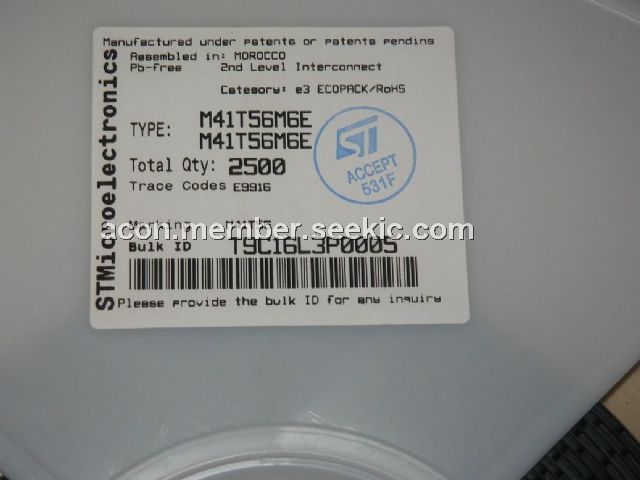 Manufactured under patents or patents pending
Assembled in: MOROCCO
Pb-free 2nd Level Interconnect
Category: e3 ECOPACK/RoHS
TYPE: M41T56M6E
M41T56M6E
Total Qty: 2500
Trace Codes E9916
Marking
Bulk ID T9C16L3P0005
Please provide the bulk ID for any inquiry
STMicroelectronics
ST
ACCEPT
531F
acon.member.seekic.com